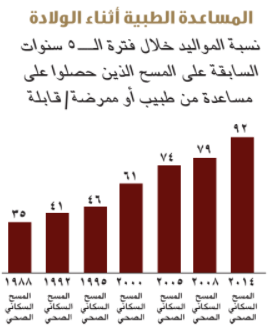 المساعدة الطبية أثناء الولادة
نسبة المواليد خلال فترة الـ ٥ سنوات
السابقة على المسح الذين حصلوا على
مساعدة من طبيب أو ممرضة/قابلة
٣٥ ٤١ ٤٦ ٦١ ٧٤ ٧٩ ٩٢
١٩٨٨ ١٩٩٢ ١٩٩٥ ٢٠٠٠ ٢٠٠٥ ٢٠٠٨ ٢٠١٤
المسح المسح المسح المسح المسح المسح المسح
السكاني السكاني السكاني السكاني السكاني السكاني السكاني
الصحي الصحي الصحي الصحي الصحي الصحي الصحي